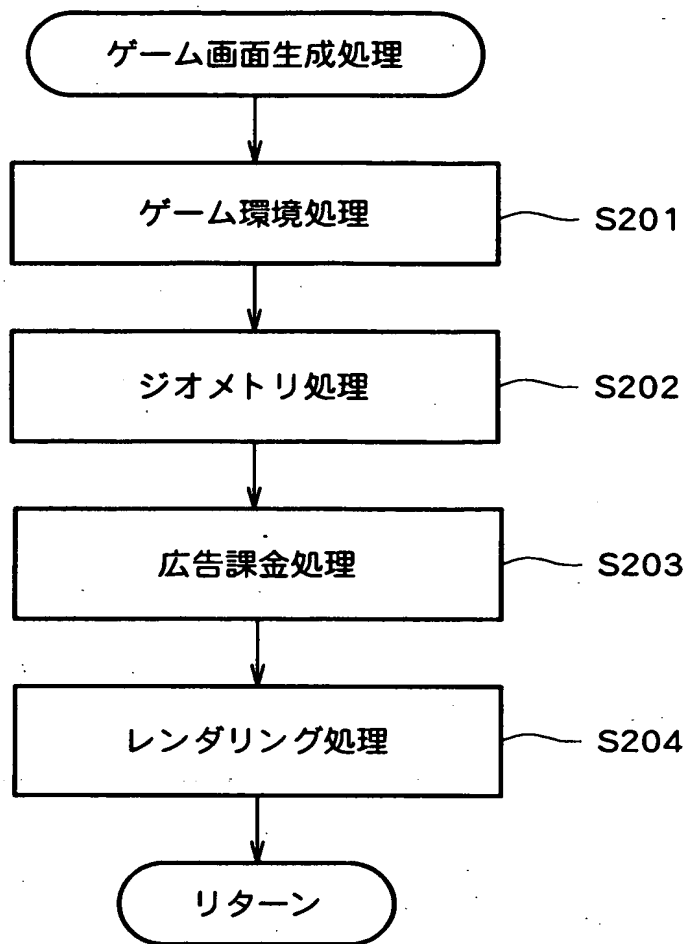 ゲーム画面生成処理
ゲーム環境処理
S201
ジオメトリ処理
S202
広告課金処理
S203
レンダリング処理
S204
リターン